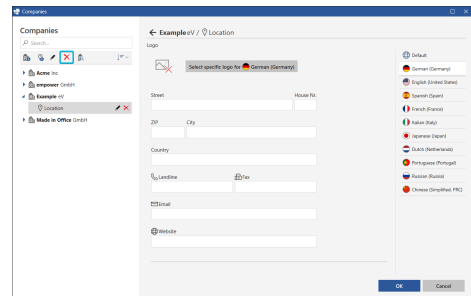 Companies
Companies
Search...
Acme Inc
empower GmbH
Example eV
Location
Made in Office GmbH
Example eV / Location
Logo
Select specific logo for German (Germany)
Street
House Nr.
ZIP
City
Country
Landline
Fax
Email
Website
Default
German (Germany)
English (United States)
Spanish (Spain)
French (France)
Italian (Italy)
Japanese (Japan)
Dutch (Netherlands)
Portuguese (Portugal)
Russian (Russia)
Chinese (Simplified, PRC)
OK
Cancel